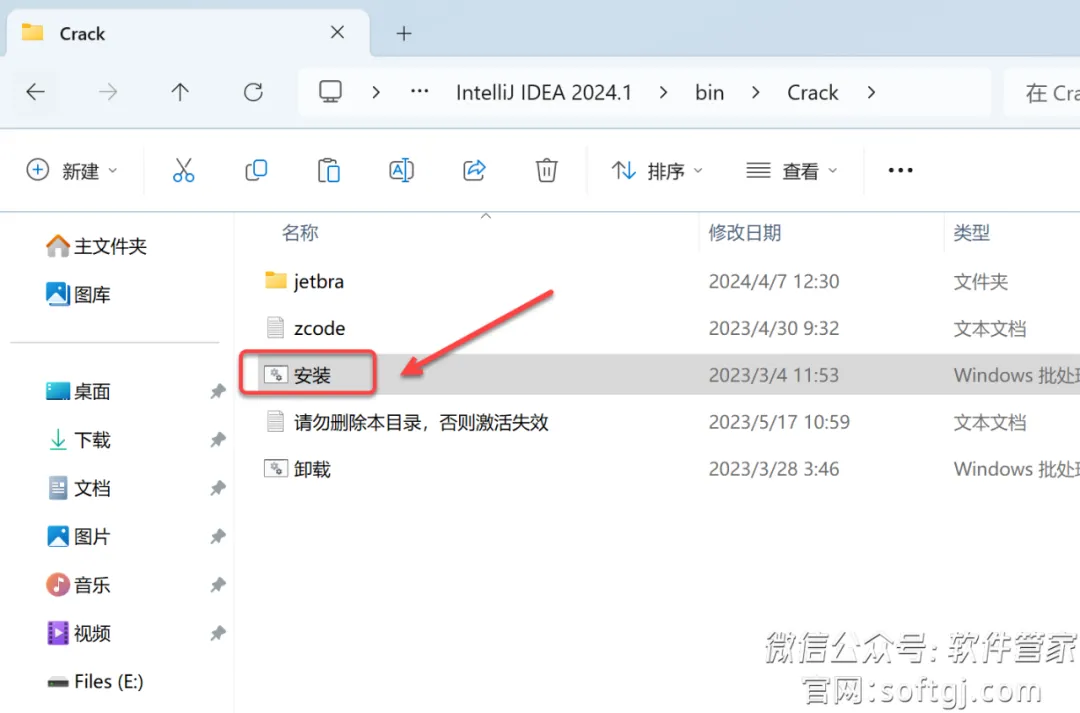 Crack
IntelliJ IDEA 2024.1 > bin > Crack >
在 Cra
新建
排序
查看
名称
修改日期
类型
主文件夹
图库
桌面
下载
文档
图片
音乐
视频
Files (E:)
jetbra 2024/4/7 12:30 文件夹
zcode 2023/4/30 9:32 文本文档
安装 2023/3/4 11:53 Windows 批处
请勿删除本目录，否则激活失效 2023/5/17 10:59 文本文档
卸载 2023/3/28 3:46 Windows 批处
微信公众号: 软件管家
官网:softgj.com